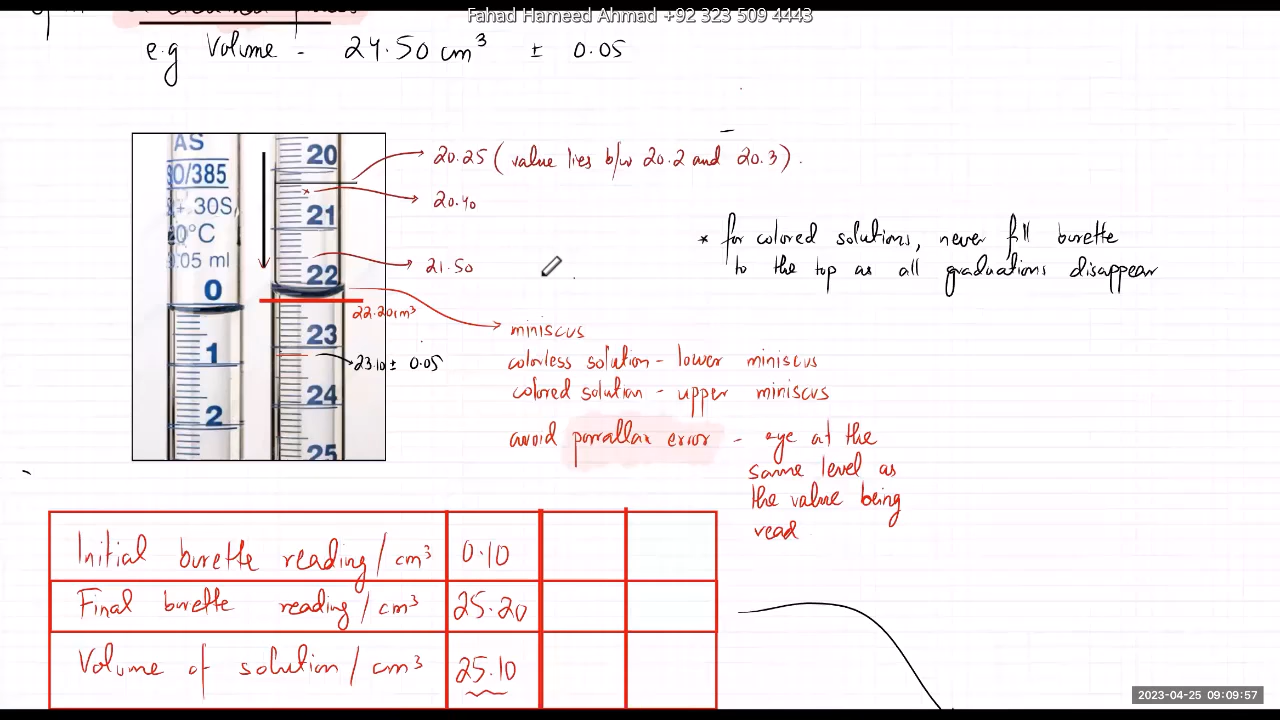 Fahad Hameed Ahmad +92 323 509 4443
e.g Volume - 24.50 cm³ ± 0.05
AS
0/385
+ 30S
0°C
.05 ml
0
1
2
20
21
22
23
24
25
20.25 (value lies b/w 20.2 and 20.3).
20.40
21.50
22.20cm³
23.10 ± 0.05
* for colored solutions, never fill burette
to the top as all graduations disappear
miniscus
colorless solution - lower miniscus
colored solution - upper miniscus
avoid parrallax error - eye at the
same level as
the value being
read
Initial burette reading/cm³ 0.10
Final burette reading/cm³ 25.20
Volume of solution/cm³ 25.10
2023-04-25 09:09:57